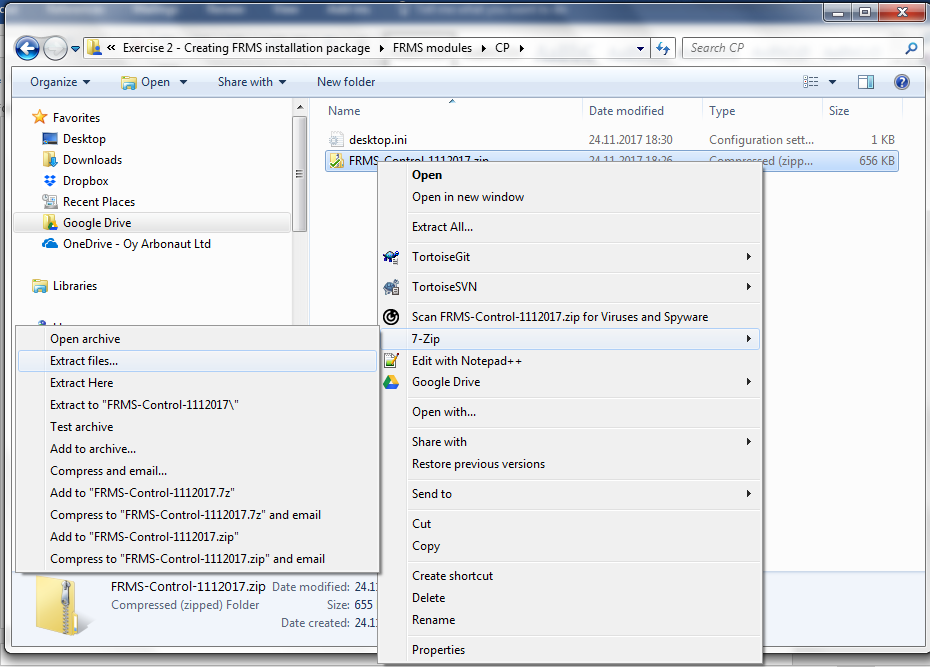 « Exercise 2 - Creating FRMS installation package ▸ FRMS modules ▸ CP ▸
Search CP
Organize Open Share with New folder
Name Date modified Type Size
Favorites
Desktop
Downloads
Dropbox
Recent Places
Google Drive
OneDrive - Oy Arbonaut Ltd
Libraries
desktop.ini 24.11.2017 18:30 Configuration sett... 1 KB
FRMS-Control-1112017.zip 24.11.2017 18:26 Compressed (zipp... 656 KB
Open
Open in new window
Extract All...
TortoiseGit
TortoiseSVN
Scan FRMS-Control-1112017.zip for Viruses and Spyware
7-Zip
Edit with Notepad++
Google Drive
Open with...
Share with
Restore previous versions
Send to
Cut
Copy
Create shortcut
Delete
Rename
Properties
Open archive
Extract files...
Extract Here
Extract to "FRMS-Control-1112017\"
Test archive
Add to archive...
Compress and email...
Add to "FRMS-Control-1112017.7z"
Compress to "FRMS-Control-1112017.7z" and email
Add to "FRMS-Control-1112017.zip"
Compress to "FRMS-Control-1112017.zip" and email
FRMS-Control-1112017.zip Date modified: 24.1
Compressed (zipped) Folder Size: 655
Date created: 24.1